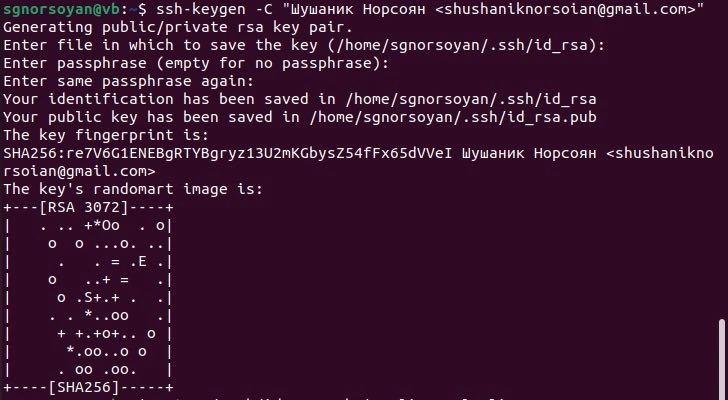 sgnorsoyan@vb:~$ ssh-keygen -C "Шушаник Норсоян <shushaniknorsoian@gmail.com>"
Generating public/private rsa key pair.
Enter file in which to save the key (/home/sgnorsoyan/.ssh/id_rsa):
Enter passphrase (empty for no passphrase):
Enter same passphrase again:
Your identification has been saved in /home/sgnorsoyan/.ssh/id_rsa
Your public key has been saved in /home/sgnorsoyan/.ssh/id_rsa.pub
The key fingerprint is:
SHA256:re7V6G1ENEBgRTYBgryz13U2mKGbysZ54fFx65dVVeI Шушаник Норсоян <shushanikno
rsoian@gmail.com>
The key's randomart image is:
+---[RSA 3072]----+
|   . .. +*Oo  . o|
|    o  o ...o. ..|
|     .   . = .E .|
|    o   ..+ =   .|
|     o .S+.+ .  .|
|    . . *..oo   .|
|     + +.+o+.. o |
|      *.oo..o o  |
|     . oo .oo.   |
+----[SHA256]-----+